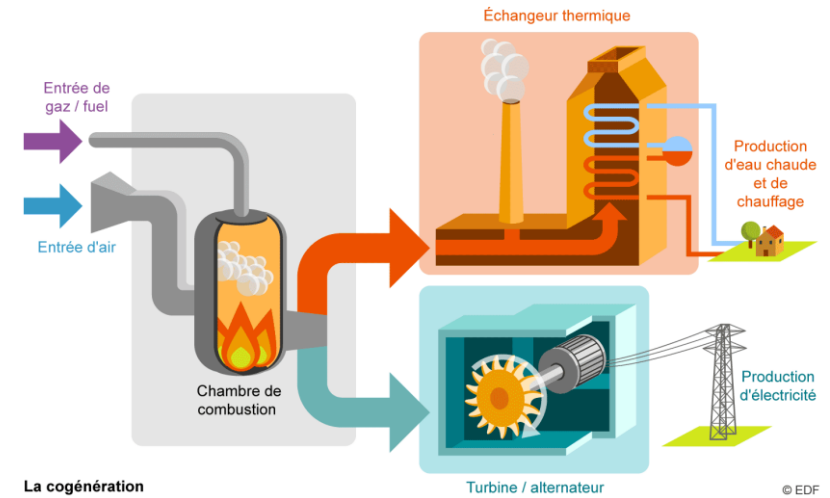 Échangeur thermique
Entrée de
gaz / fuel
Entrée d'air
Chambre de
combustion
Production
d'eau chaude
et de
chauffage
Production
d'électricité
La cogénération
Turbine / alternateur
© EDF